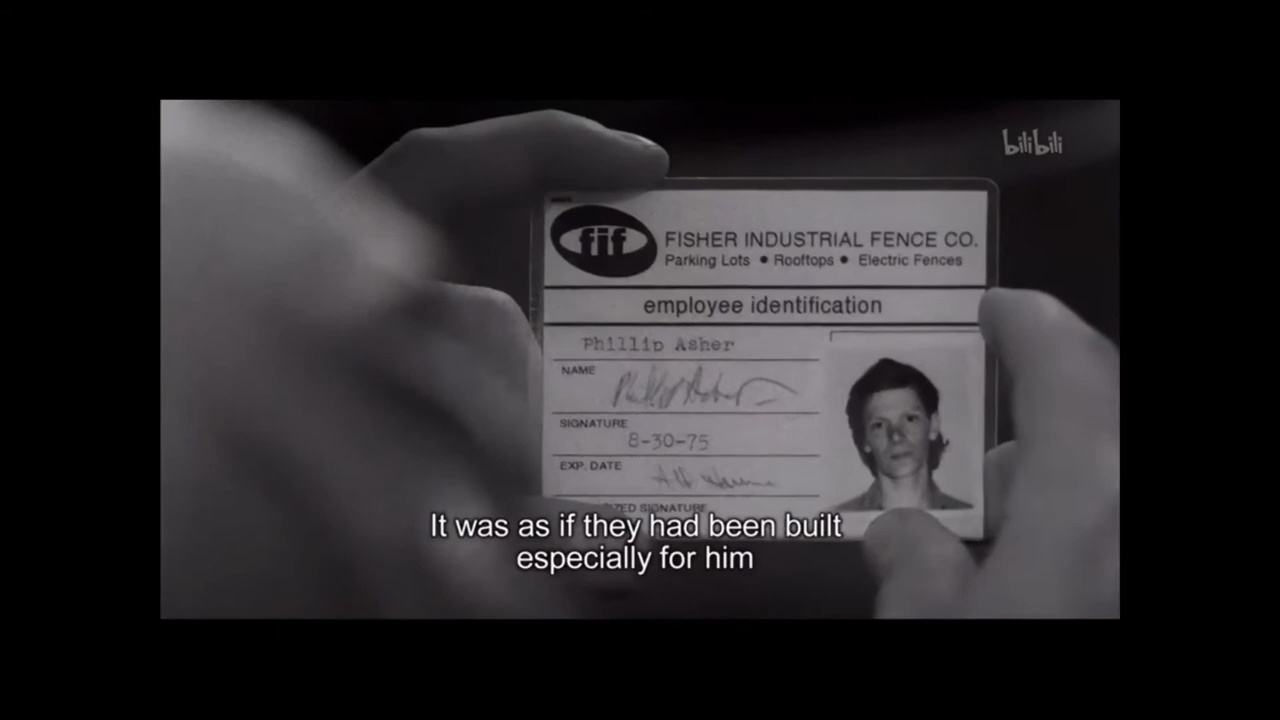 bilibili
fif
FISHER INDUSTRIAL FENCE CO.
Parking Lots • Rooftops • Electric Fences
employee identification
Phillip Asher
NAME
SIGNATURE
8-30-75
EXP. DATE
SIGNATURE
It was as if they had been built
especially for him